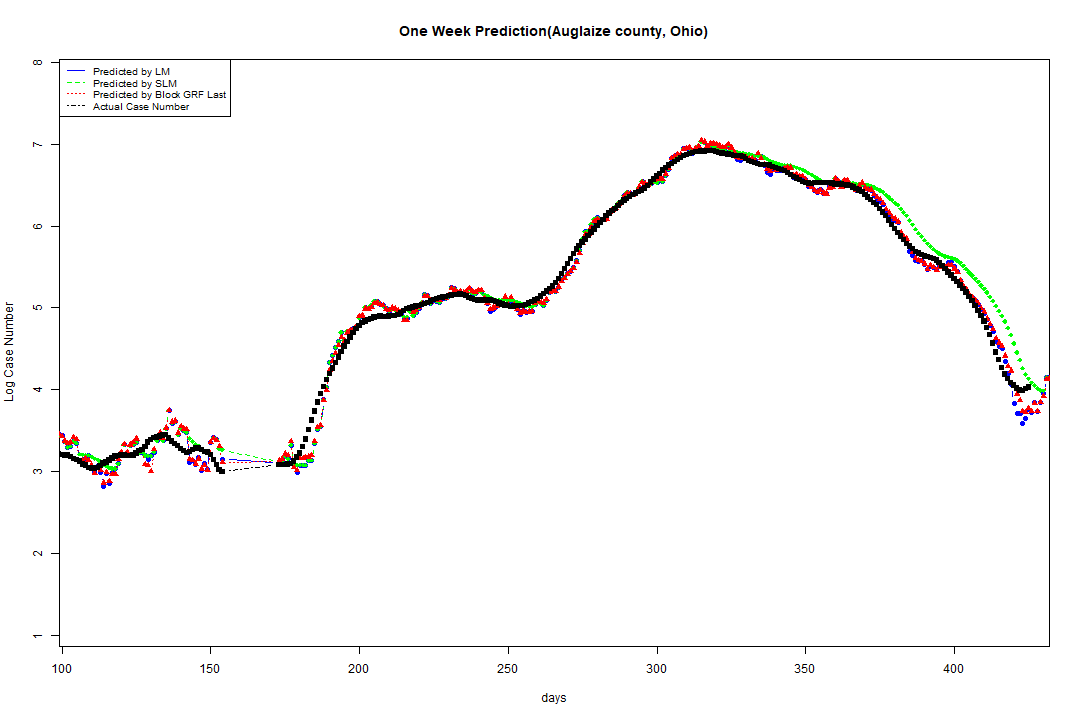 One Week Prediction(Auglaize county, Ohio)
Predicted by LM
Predicted by SLM
Predicted by Block GRF Last
Actual Case Number
8
7
6
5
4
3
2
1
Log Case Number
100 150 200 250 300 350 400
days